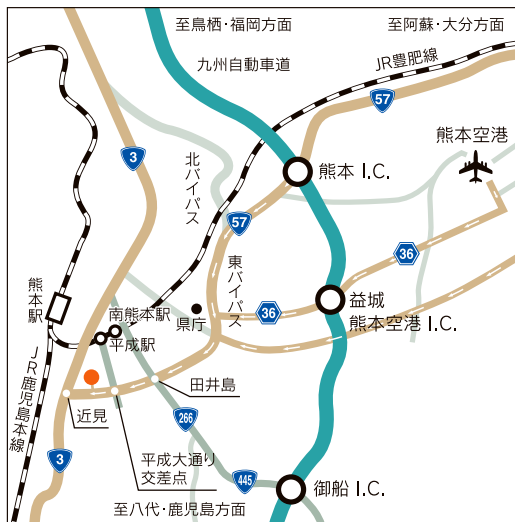 至鳥栖・福岡方面
至阿蘇・大分方面
九州自動車道
JR豊肥線
57
3
熊本空港
北バイパス
熊本 I.C.
57
36
東バイパス
熊本駅
南熊本駅
県庁
36
益城
熊本空港 I.C.
平成駅
JR鹿児島本線
田井島
近見
266
3
平成大通り
交差点
445
御船 I.C.
至八代・鹿児島方面